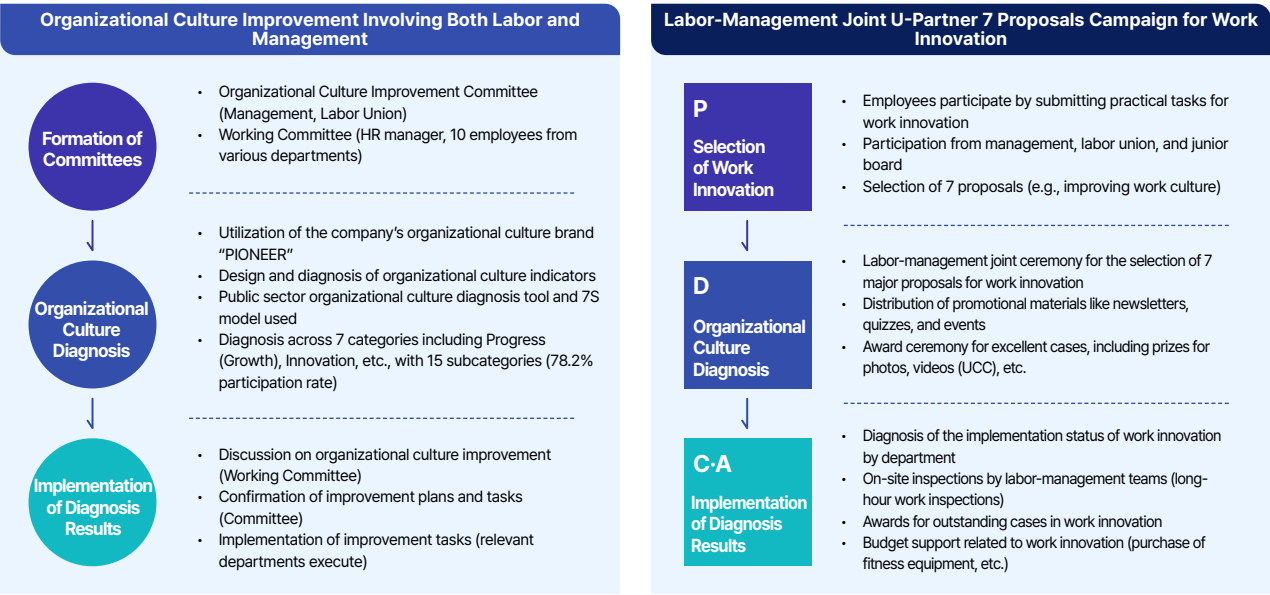 Organizational Culture Improvement Involving Both Labor and
Management
Formation of
Committees
• Organizational Culture Improvement Committee
(Management, Labor Union)
• Working Committee (HR manager, 10 employees from
various departments)
Organizational
Culture
Diagnosis
• Utilization of the company's organizational culture brand
“PIONEER”
• Design and diagnosis of organizational culture indicators
• Public sector organizational culture diagnosis tool and 7S
model used
• Diagnosis across 7 categories including Progress
(Growth), Innovation, etc., with 15 subcategories (78.2%
participation rate)
Implementation
of Diagnosis
Results
• Discussion on organizational culture improvement
(Working Committee)
• Confirmation of improvement plans and tasks
(Committee)
• Implementation of improvement tasks (relevant
departments execute)
Labor-Management Joint U-Partner 7 Proposals Campaign for Work
Innovation
P
Selection
of Work
Innovation
• Employees participate by submitting practical tasks for
work innovation
• Participation from management, labor union, and junior
board
• Selection of 7 proposals (e.g., improving work culture)
D
Organizational
Culture
Diagnosis
• Labor-management joint ceremony for the selection of 7
major proposals for work innovation
• Distribution of promotional materials like newsletters,
quizzes, and events
• Award ceremony for excellent cases, including prizes for
photos, videos (UCC), etc.
C·A
Implementation
of Diagnosis
Results
• Diagnosis of the implementation status of work innovation
by department
• On-site inspections by labor-management teams (long-
hour work inspections)
• Awards for outstanding cases in work innovation
• Budget support related to work innovation (purchase of
fitness equipment, etc.)